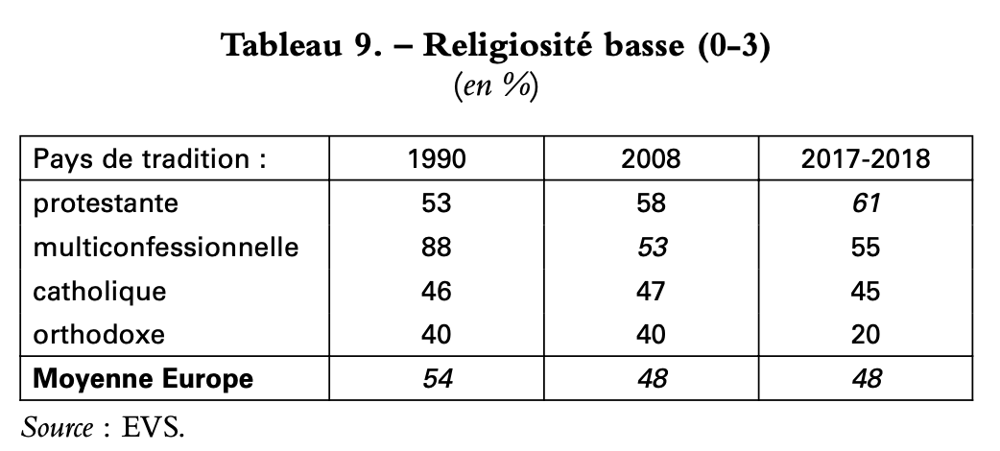 Tableau 9. – Religiosité basse (0-3)
(en %)
Pays de tradition : 1990 2008 2017-2018
protestante 53 58 61
multiconfessionnelle 88 53 55
catholique 46 47 45
orthodoxe 40 40 20
Moyenne Europe 54 48 48
Source : EVS.